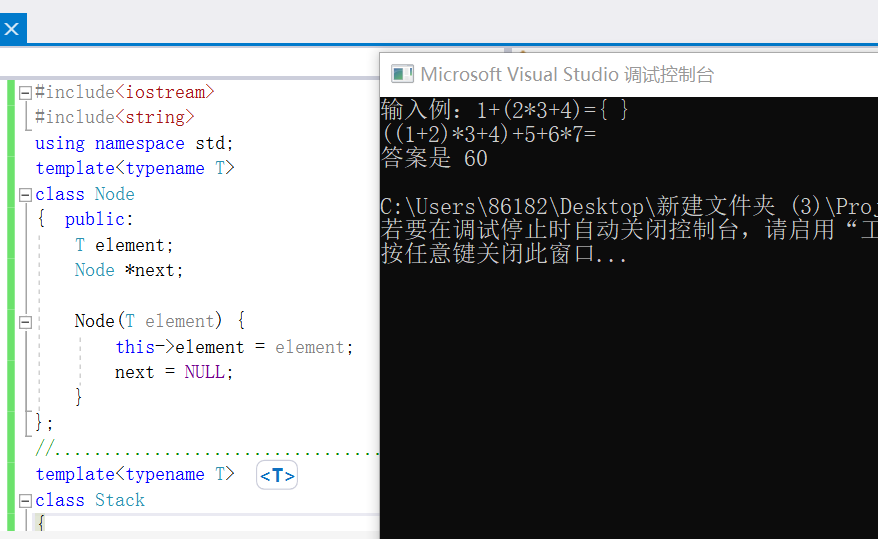 #include<iostream>
#include<string>
using namespace std;
template<typename T>
class Node
{  public:
    T element;
    Node *next;
    Node(T element) {
        this->element = element;
        next = NULL;
    }
};
//.................................
template<typename T>  <T>
class Stack
{
Microsoft Visual Studio 调试控制台
输入例: 1+(2*3+4)={ }
((1+2)*3+4)+5+6*7=
答案是 60
C:\Users\86182\Desktop\新建文件夹 (3)\Proj
若要在调试停止时自动关闭控制台，请启用“工
按任意键关闭此窗口...